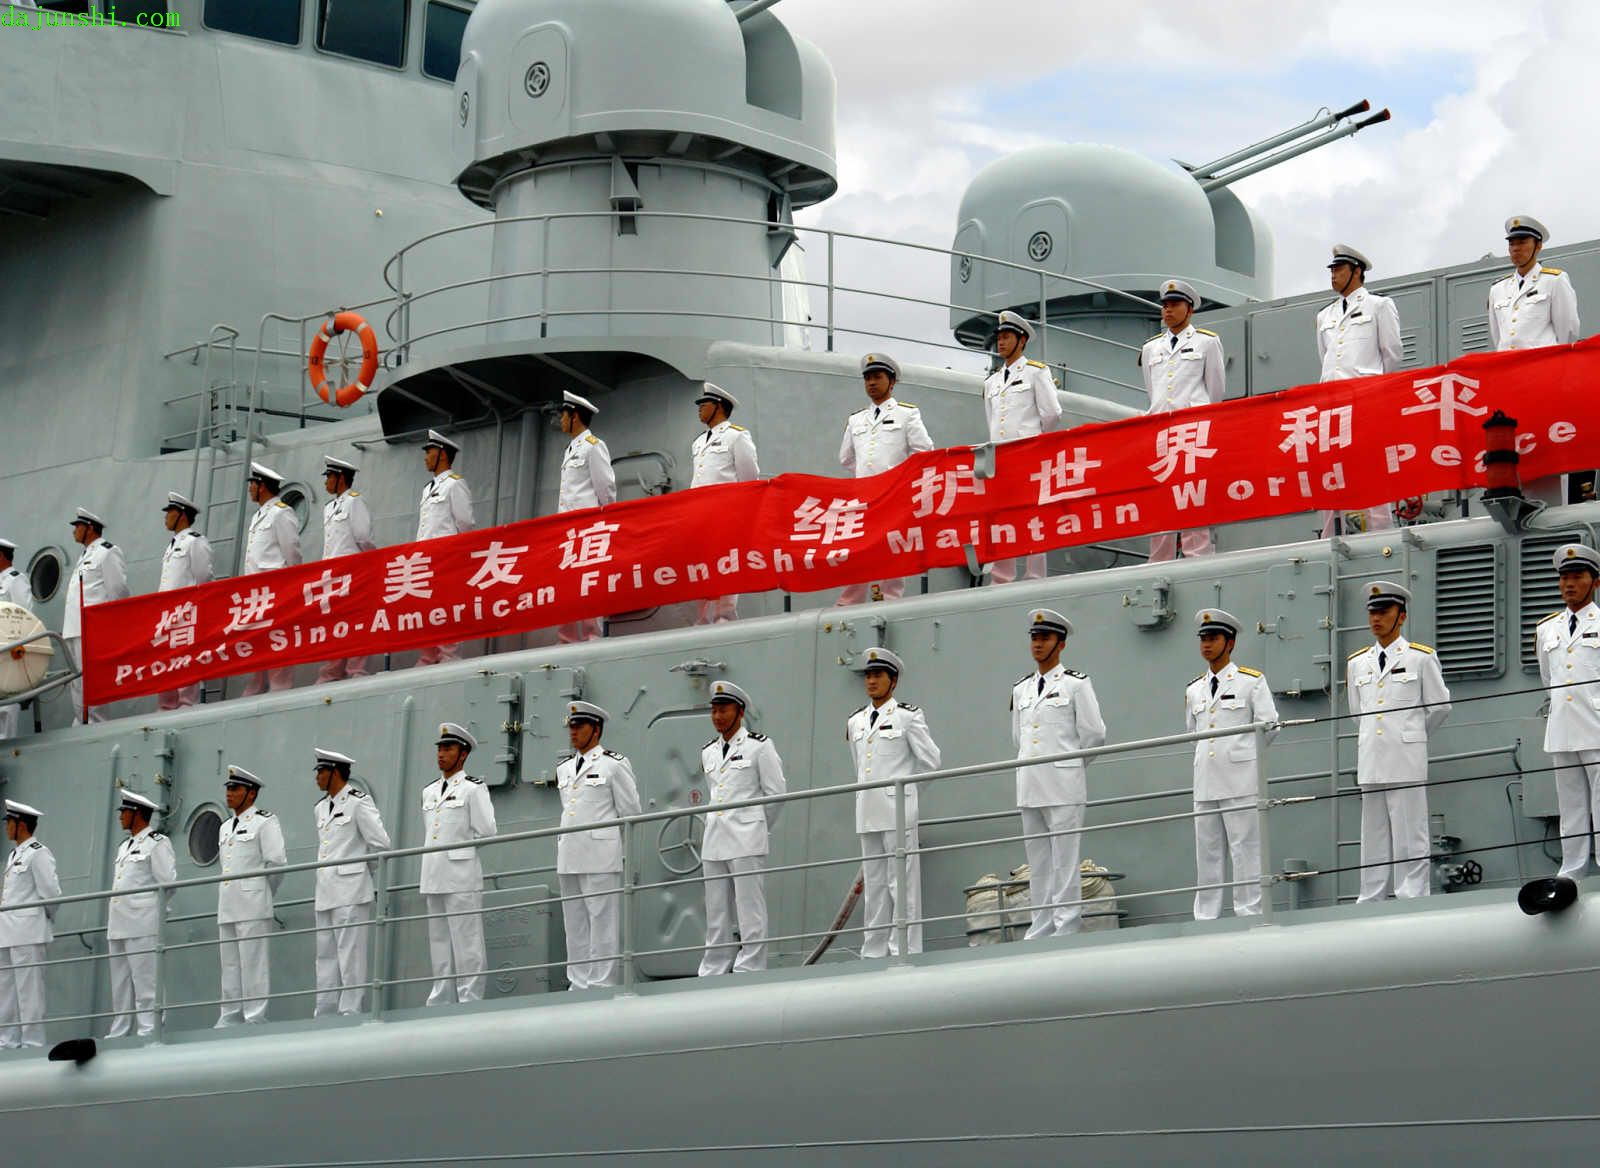 dajunshi.com
增进中美友谊 维护世界和平
Promote Sino-American Friendship Maintain World Peace